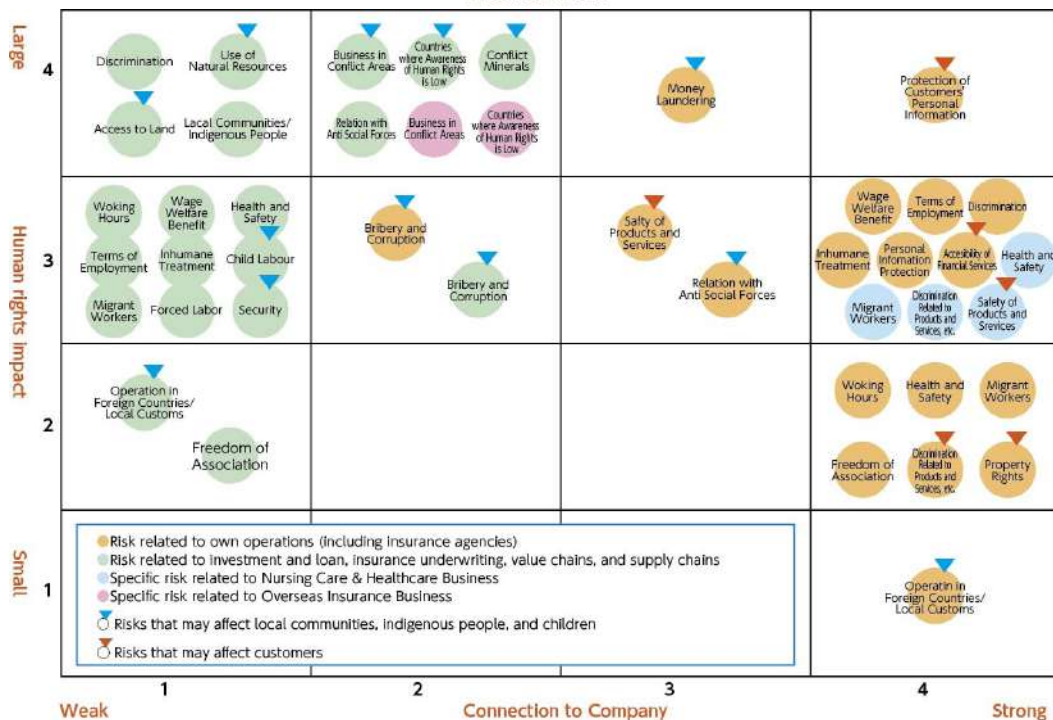 Large
4
Discrimination
Use of
Natural Resources
Access to Land
Lacal Communities/
Indigenous People
Business in
Conflict Areas
Countries
where Awareness
of Human Rights
is Low
Conflict
Minerals
Relation with
Anti Social Forces
Business in
Conflict Areas
Countries
where Awareness
of Human Rights
is Low
Money
Laundering
Protection of
Customers'
Personal
Information
Human rights impact
3
Woking
Hours
Wage
Welfare
Benefit
Health and
Safety
Terms of
Employment
Inhumane
Treatment
Child Labour
Migrant
Workers
Forced Labor
Security
Bribery and
Corruption
Bribery and
Corruption
Salty of
Products and
Services
Relation with
Anti Social Forces
Wage
Welfare
Benefit
Terms of
Employment
Discrimination
Inhumane
Treatment
Personal
Infomation
Protection
Accesibility of
Financial Services
Health and
Safety
Migrant
Workers
Discrimination
Related to
Products and
Services, etc.
Safety of
Products and
Srevices
2
Operation in
Foreign Countries/
Local Customs
Freedom of
Association
Woking
Hours
Health and
Safety
Migrant
Workers
Freedom of
Association
Discrimination
Related to
Products and
Services, etc.
Property
Rights
Small
1
Risk related to own operations (including insurance agencies)
Risk related to investment and loan, insurance underwriting, value chains, and supply chains
Specific risk related to Nursing Care & Healthcare Business
Specific risk related to Overseas Insurance Business
Risks that may affect local communities, indigenous people, and children
Risks that may affect customers
Operatin in
Foreign Countries/
Local Customs
1
2
3
4
Weak
Connection to Company
Strong